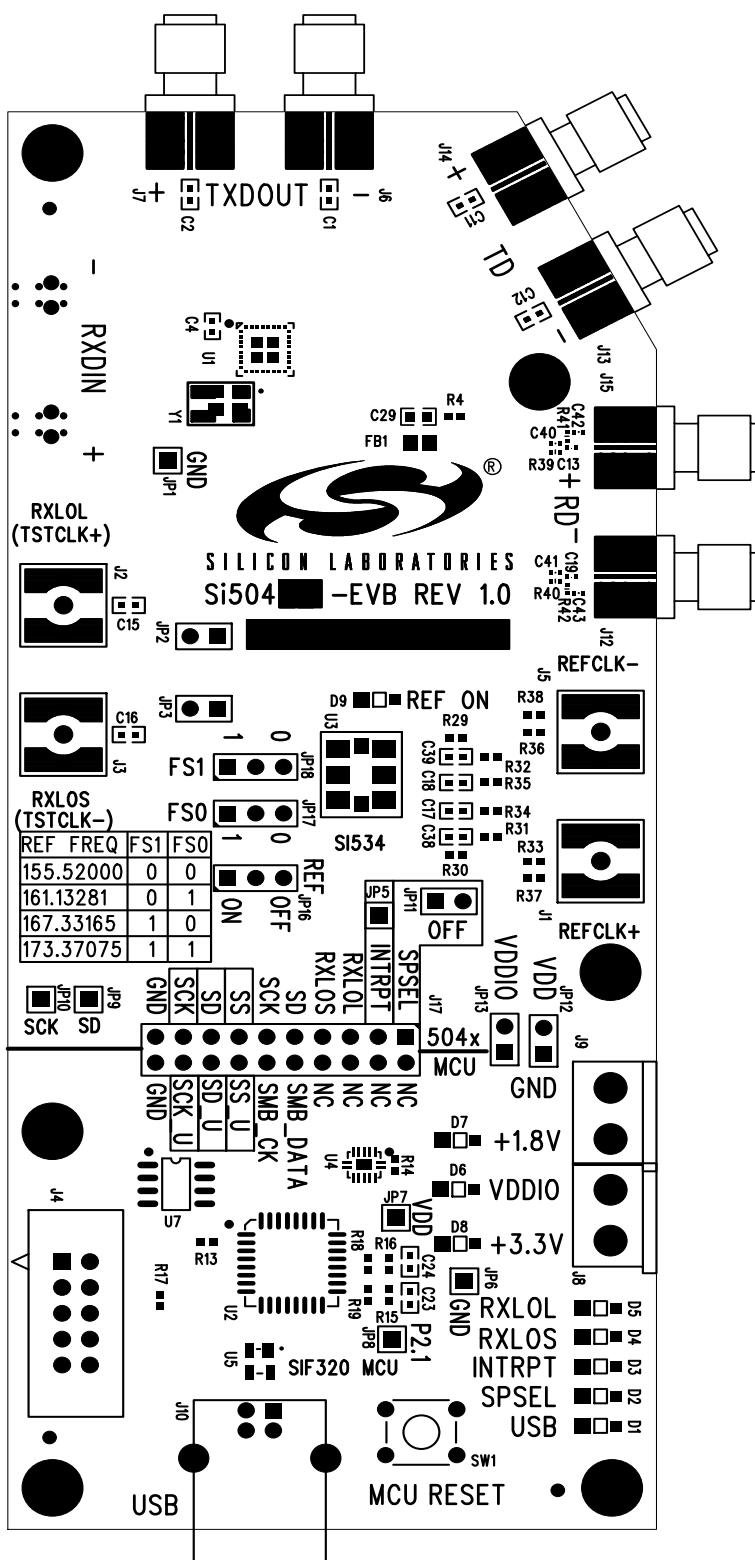 J7 + C2 TXDOUT C1 - J6
J14 + C11
TD
C12 -
J13
J15
-
RXDIN
+
C4
U1
Y1
JP1 GND
C29 R4
FB1
C42
R41
C40
R39 C13
+ RD -
C41 C19
R40
R42 C43
J12
®
SILICON LABORATORIES
Si504 -EVB REV 1.0
RXLOL
(TSTCLK+)
J2
C15
JP2
C16
J3
JP3
RXLOS
(TSTCLK-)
D9 REF ON
U3
SI534
1 0
FS1 JP18
FS0 JP17
1 0
REF
ON OFF JP16
R29
C39 R32
C18 R35
C17 R34
C38 R31
R30
J5 REFCLK-
R38
R36
R33
R37
J1
REFCLK+
REF FREQ FS1 FS0
155.52000 0 0
161.13281 0 1
167.33165 1 0
173.37075 1 1
JP10 JP9
SCK SD
JP5 JP11
OFF
GND SCK SD SS SCK SD RXLOS RXLOL INTRPT SPSEL J17
504x
MCU
GND SCK_U SD_U SS_U SMB_CK SMB_DATA NC NC NC NC
VDDIO VDD
JP13 JP12
J9
GND
D7 +1.8V
D6 VDDIO
D8 +3.3V
J8
U7
U4 R14
JP7 VDD
J4
R17
R13
U2
R18 R16 C24
R19 R15 C23
JP8 P2.1
JP6 GND
U5
SIF320 MCU
RXLOL D5
RXLOS D4
INTRPT D3
SPSEL D2
USB D1
J10
USB
SW1
MCU RESET